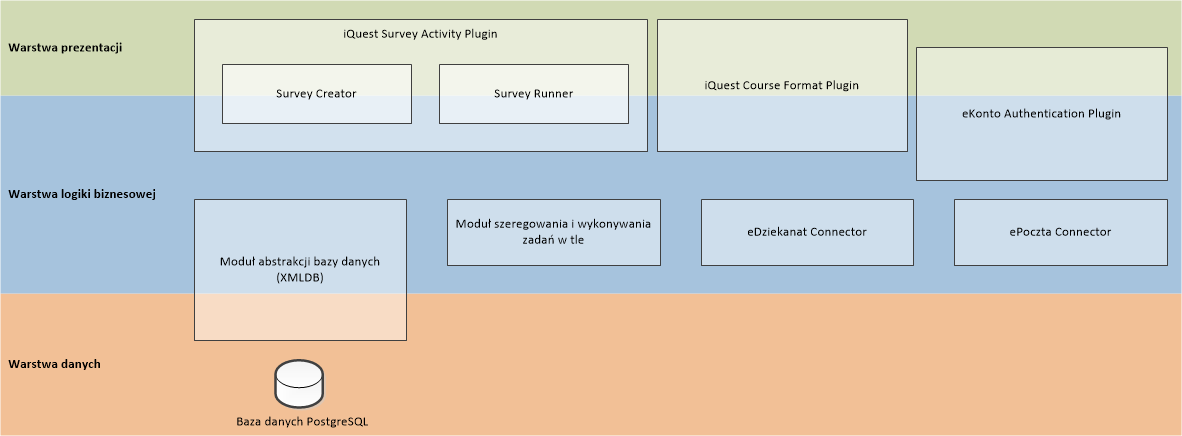 Warstwa prezentacji
iQuest Survey Activity Plugin
Survey Creator
Survey Runner
iQuest Course Format Plugin
eKonto Authentication Plugin
Warstwa logiki biznesowej
Moduł abstrakcji bazy danych
(XMLDB)
Moduł szeregowania i wykonywania
zadań w tle
eDziekanat Connector
ePoczta Connector
Warstwa danych
Baza danych PostgreSQL